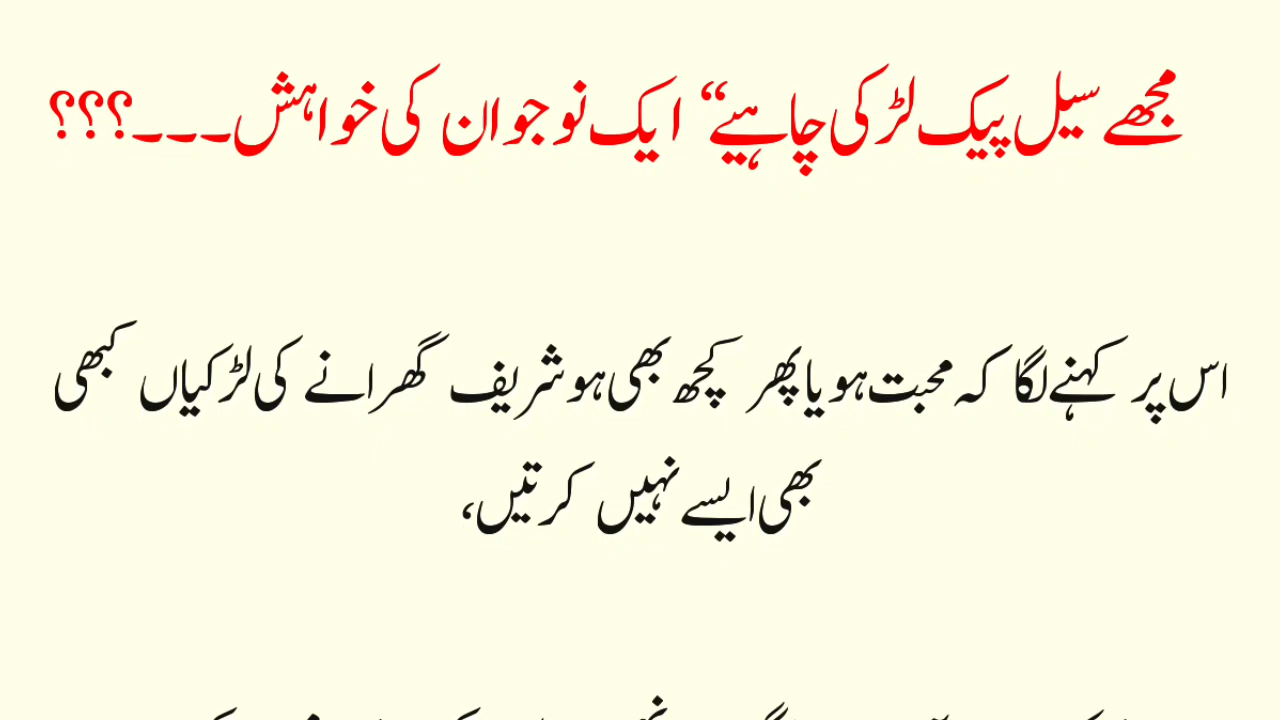 مجھے سیل پیک لڑکی چاہیے“ ایک نوجوان کی خواہش۔۔۔؟؟؟
اس پر کہنے لگا کہ محبت ہو یا پھر کچھ بھی ہو شریف گھرانے کی لڑکیاں کبھی
بھی ایسے نہیں کرتیں،